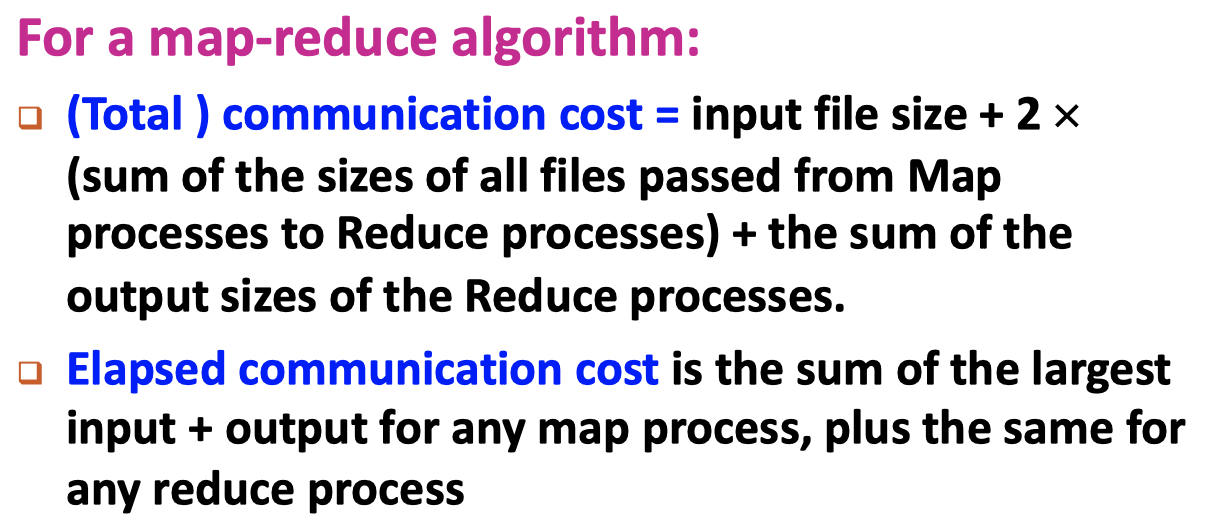 For a map-reduce algorithm:
❑ (Total ) communication cost = input file size + 2 ×
(sum of the sizes of all files passed from Map
processes to Reduce processes) + the sum of the
output sizes of the Reduce processes.
❑ Elapsed communication cost is the sum of the largest
input + output for any map process, plus the same for
any reduce process